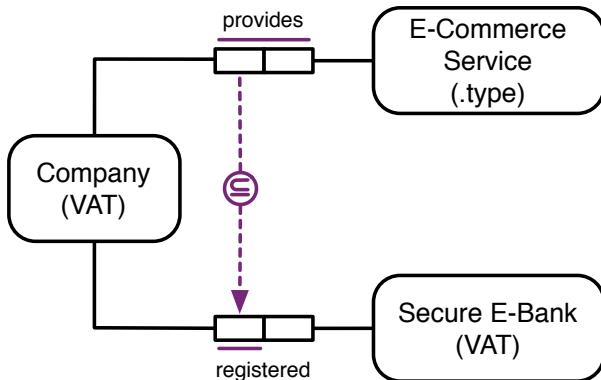 provides
E-Commerce
Service
(.type)
Company
(VAT)
⊆
Secure E-Bank
(VAT)
registered